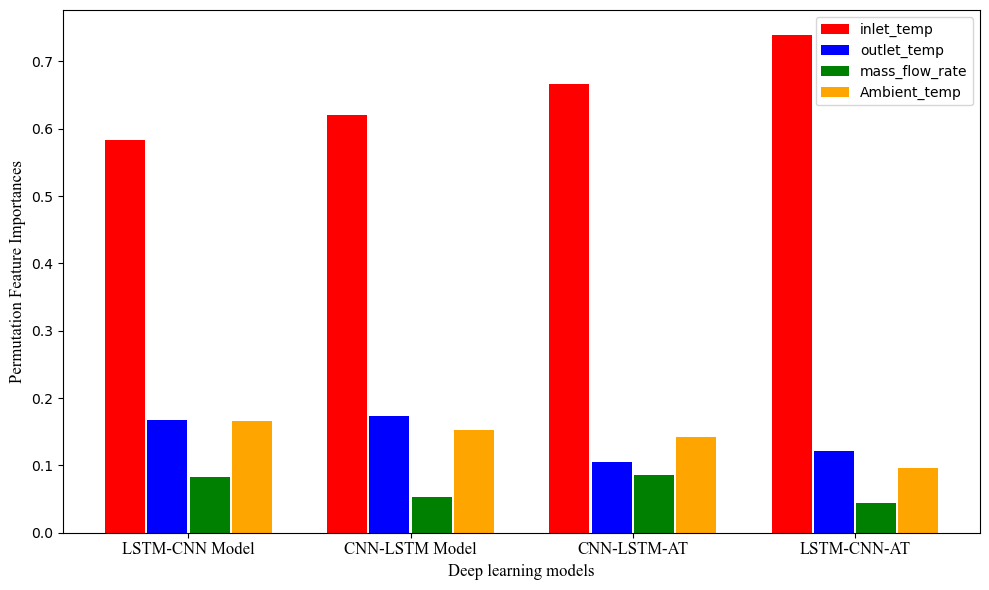 Permutation Feature Importances
0.7
0.6
0.5
0.4
0.3
0.2
0.1
0.0
inlet_temp
outlet_temp
mass_flow_rate
Ambient_temp
LSTM-CNN Model
CNN-LSTM Model
CNN-LSTM-AT
LSTM-CNN-AT
Deep learning models